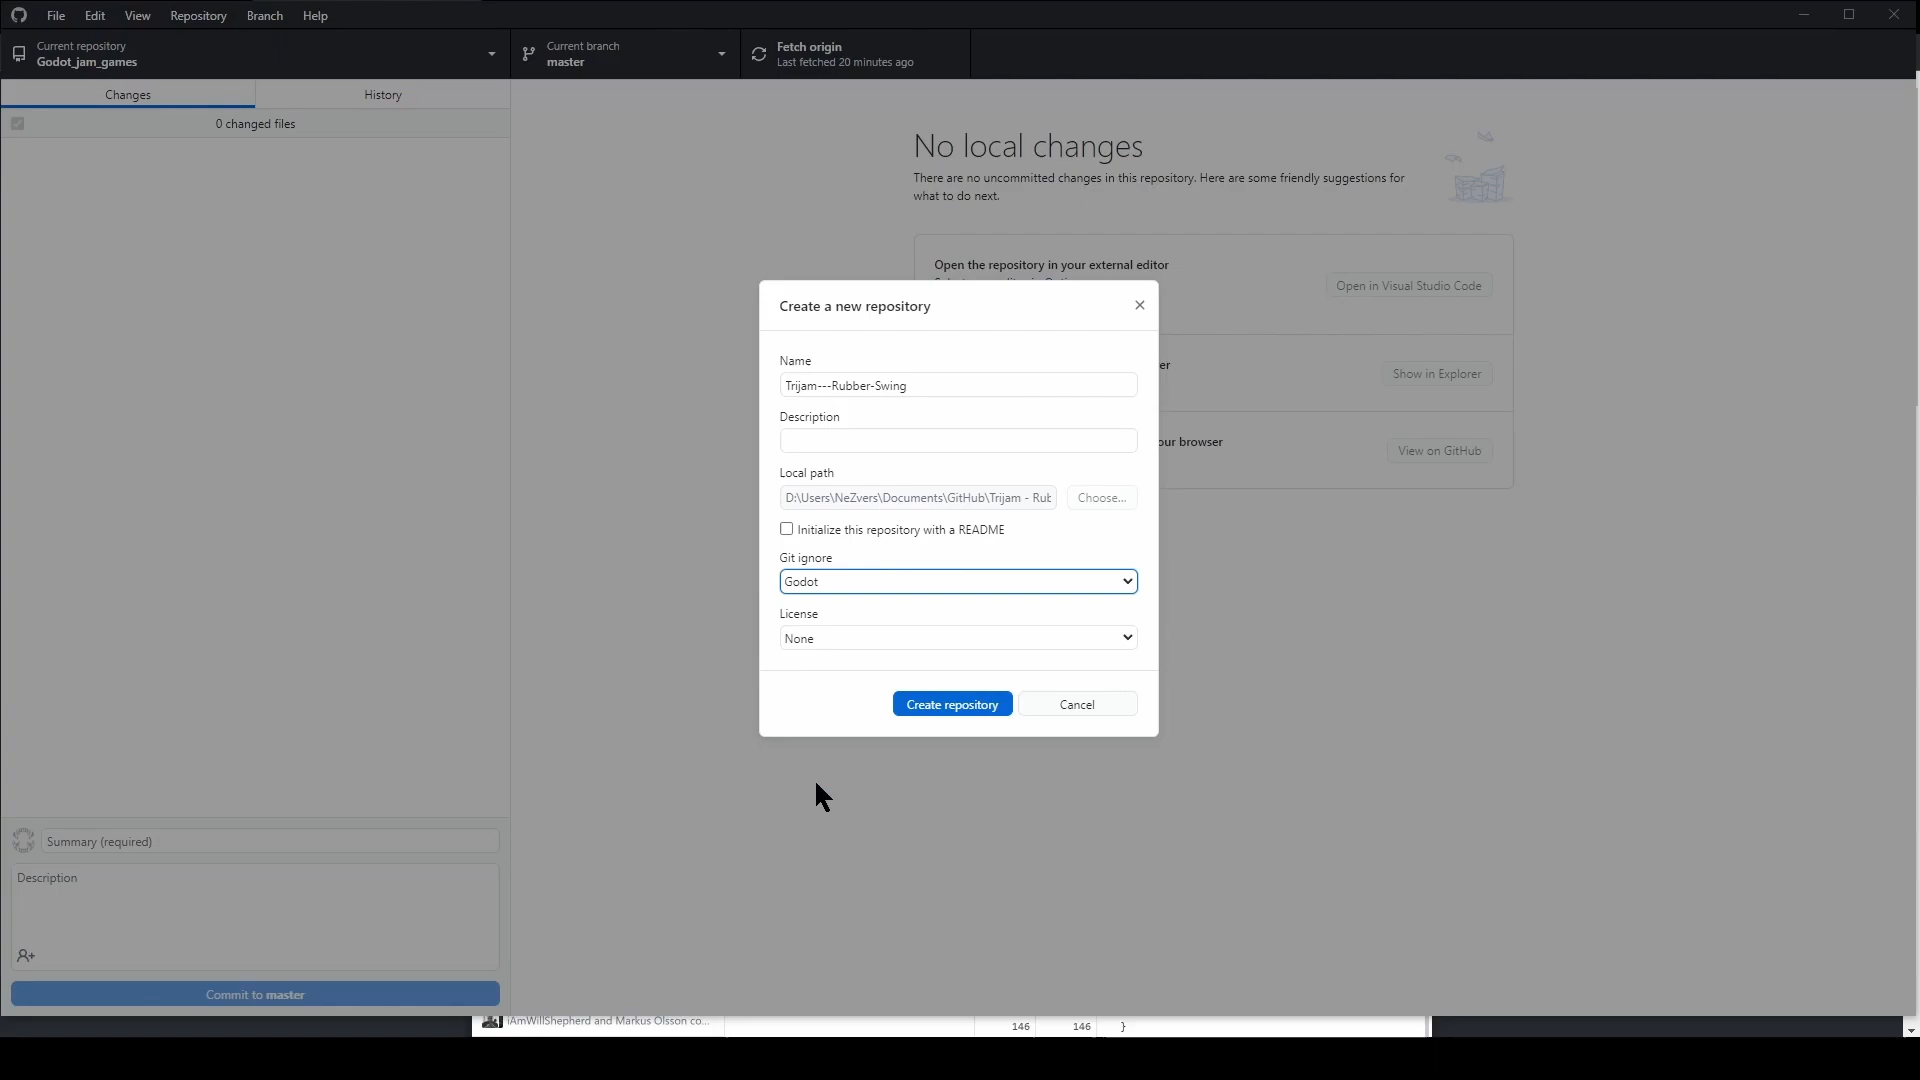 File Edit View Repository Branch Help
Current repository
Godot_jam_games
Current branch
master
Fetch origin
Last fetched 20 minutes ago
Changes
History
0 changed files
No local changes
There are no uncommitted changes in this repository. Here are some friendly suggestions for
what to do next.
Open the repository in your external editor
Open in Visual Studio Code
er
Show in Explorer
our browser
View on GitHub
Create a new repository
Name
Trijam---Rubber-Swing
Description
Local path
D:\Users\NeZvers\Documents\GitHub\Trijam - Rub
Choose...
Initialize this repository with a README
Git ignore
Godot
License
None
Create repository
Cancel
Summary (required)
Description
Commit to master
iAmWillShepherd and Markus Olsson co...
146 146 }